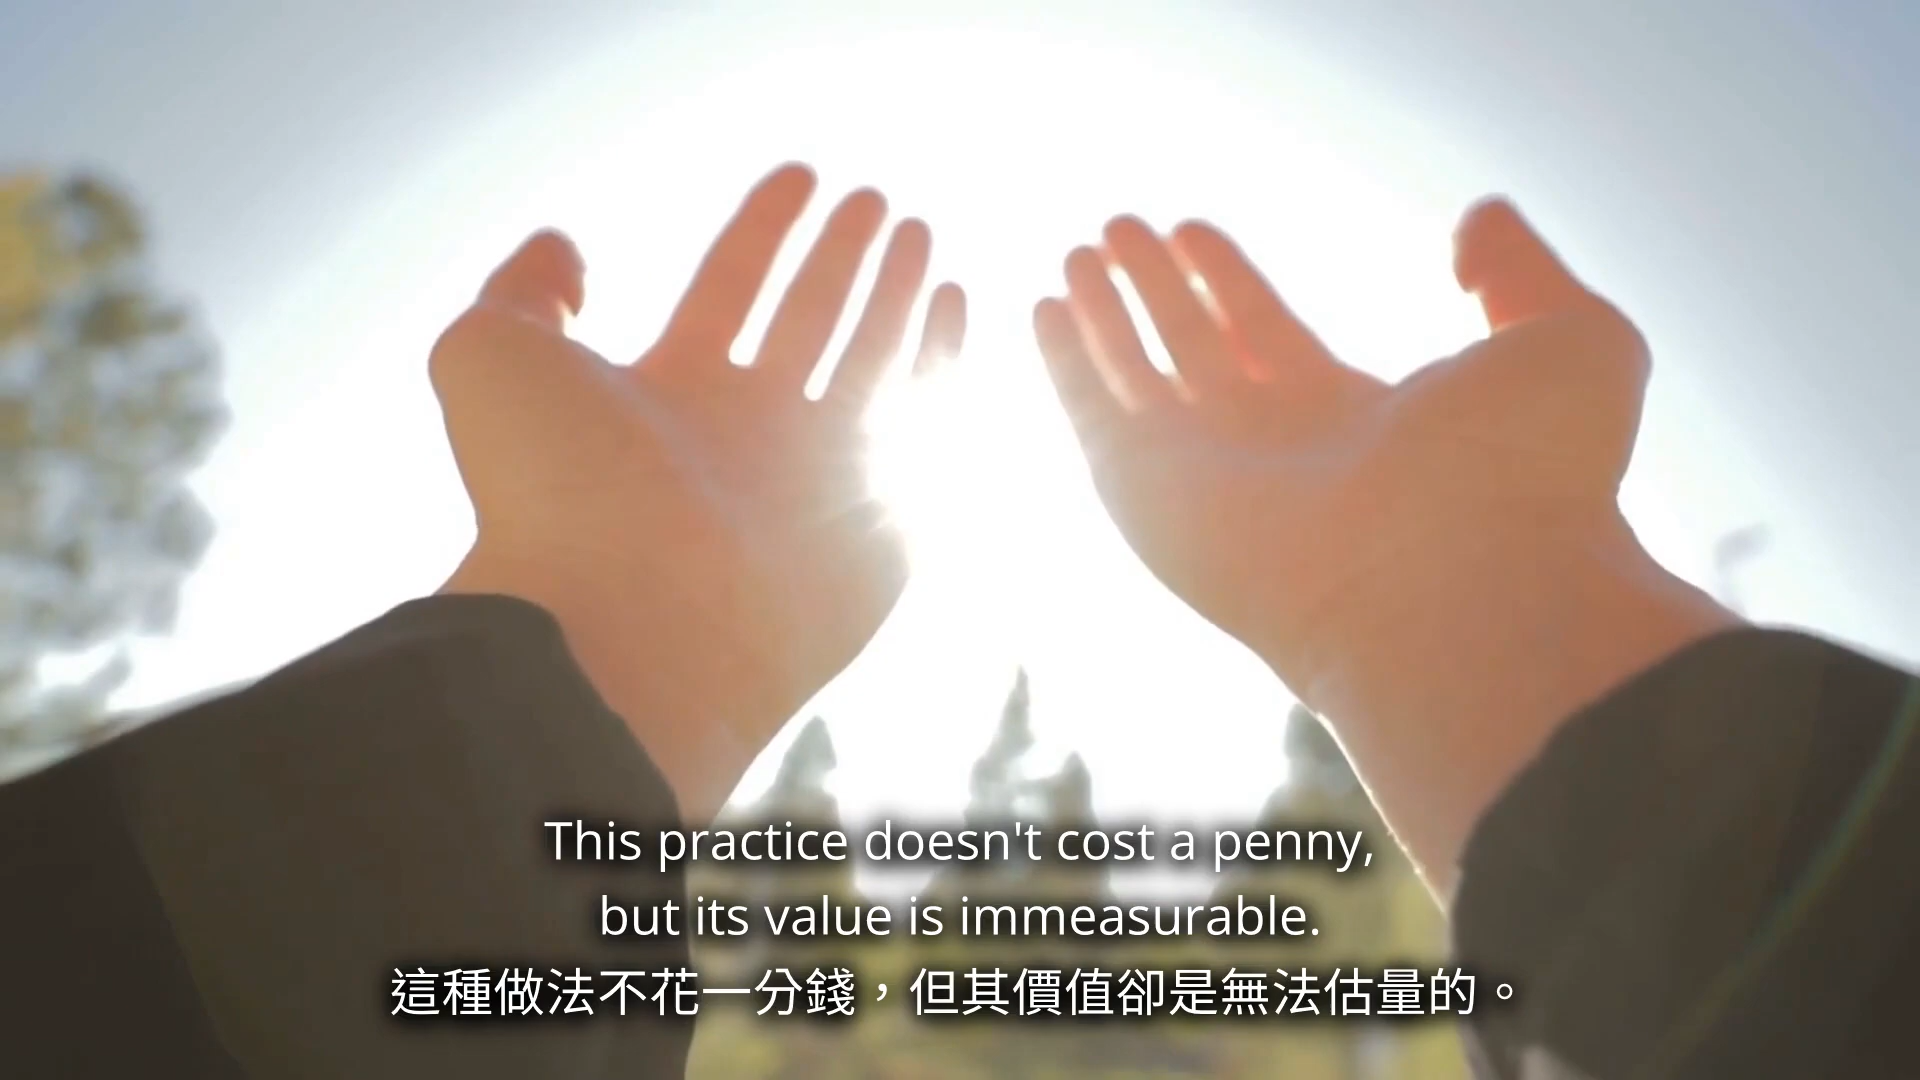 This practice doesn't cost a penny,
but its value is immeasurable.
這種做法不花一分錢，但其價值卻是無法估量的。